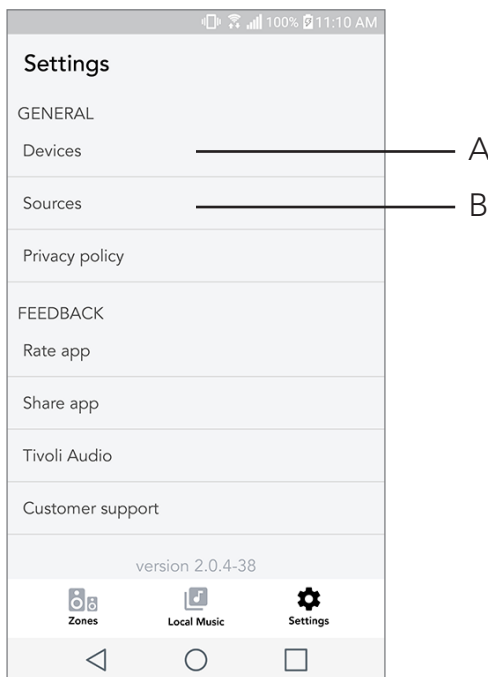 100% 11:10 AM
Settings
GENERAL
Devices
A
Sources
B
Privacy policy
FEEDBACK
Rate app
Share app
Tivoli Audio
Customer support
version 2.0.4-38
Zones Local Music Settings